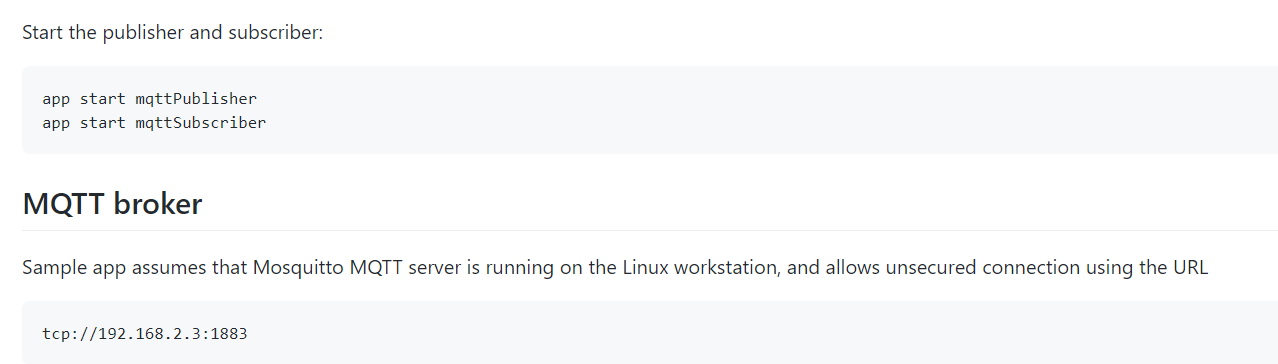 Start the publisher and subscriber:
app start mqttPublisher
app start mqttSubscriber
MQTT broker
Sample app assumes that Mosquitto MQTT server is running on the Linux workstation, and allows unsecured connection using the URL
tcp://192.168.2.3:1883